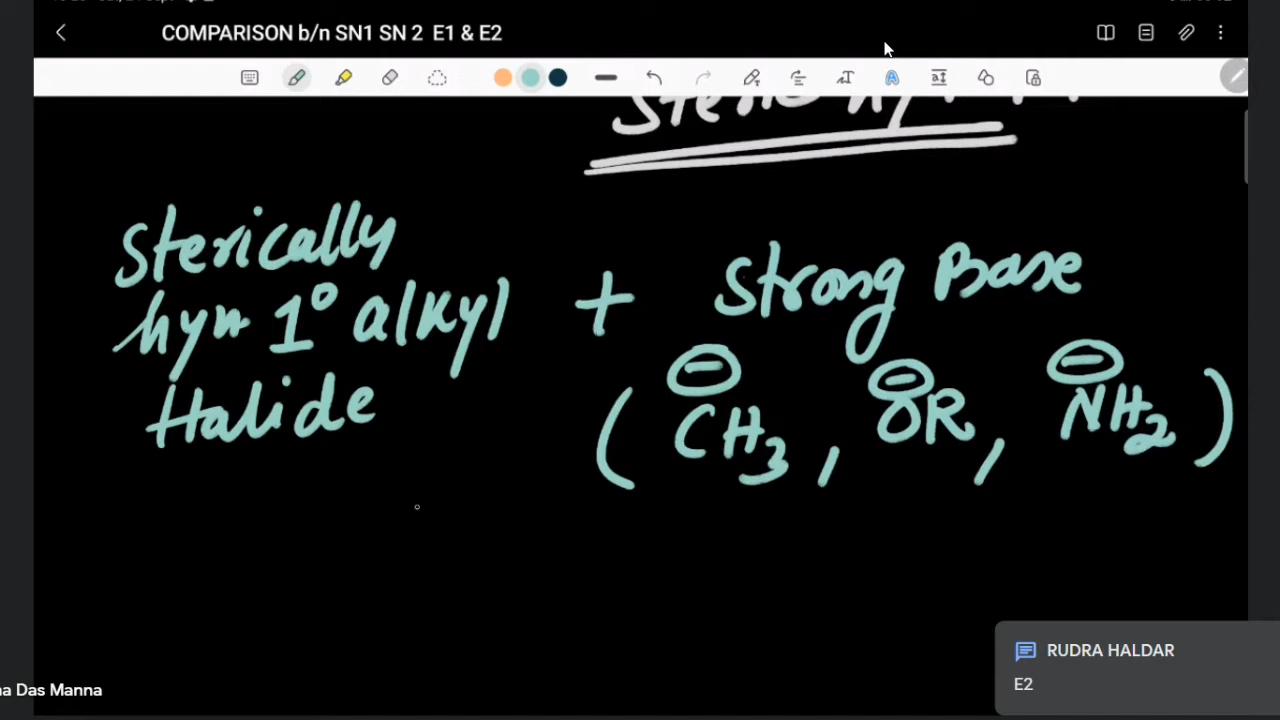 COMPARISON b/n SN1 SN 2 E1 & E2
Sterically
hyn 1° alkyl
Halide
+ Strong Base
(⊖CH3, ⊖OR, ⊖NH2)
RUDRA HALDAR
E2
a Das Manna